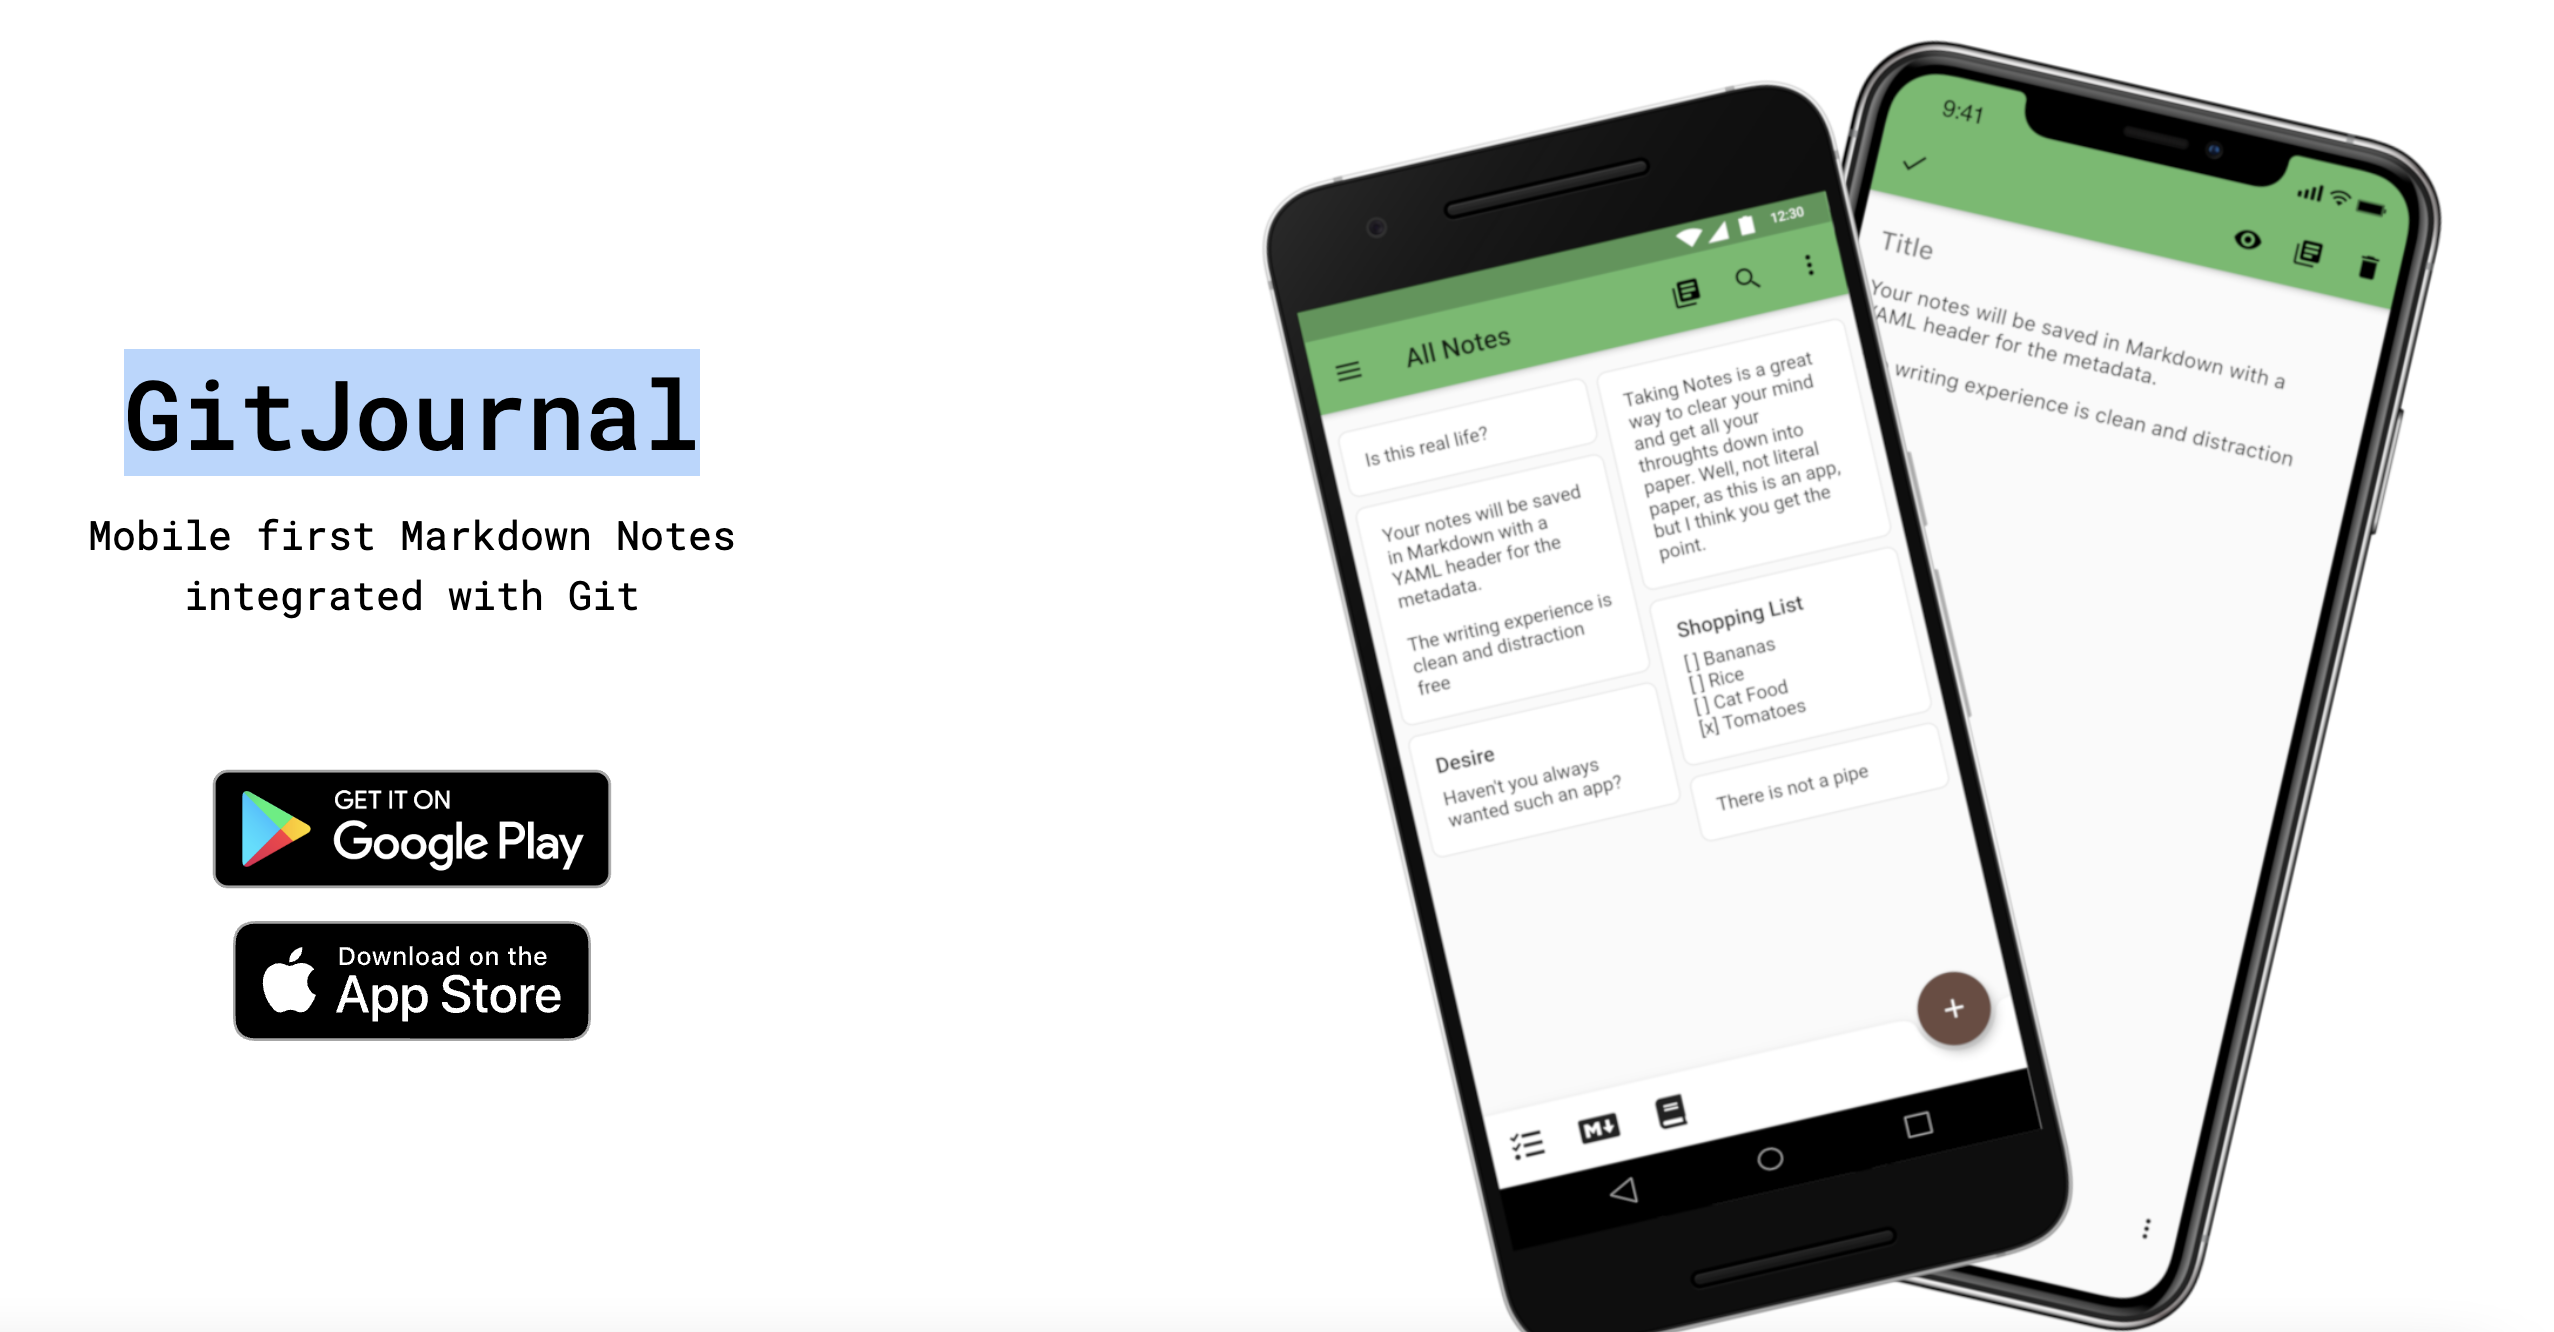 GitJournal
Mobile first Markdown Notes
integrated with Git
GET IT ON
Google Play
Download on the
App Store
12:30
All Notes
Is this real life?
Your notes will be saved
in Markdown with a
YAML header for the
metadata.
The writing experience is
clean and distraction
free
Desire
Haven't you always
wanted such an app?
Taking Notes is a great
way to clear your mind
and get all your
throughts down into
paper. Well, not literal
paper, as this is an app,
but I think you get the
point.
Shopping List
[ ] Bananas
[ ] Rice
[ ] Cat Food
[x] Tomatoes
There is not a pipe
M
9:41
Title
Your notes will be saved in Markdown with a
YAML header for the metadata.
writing experience is clean and distraction